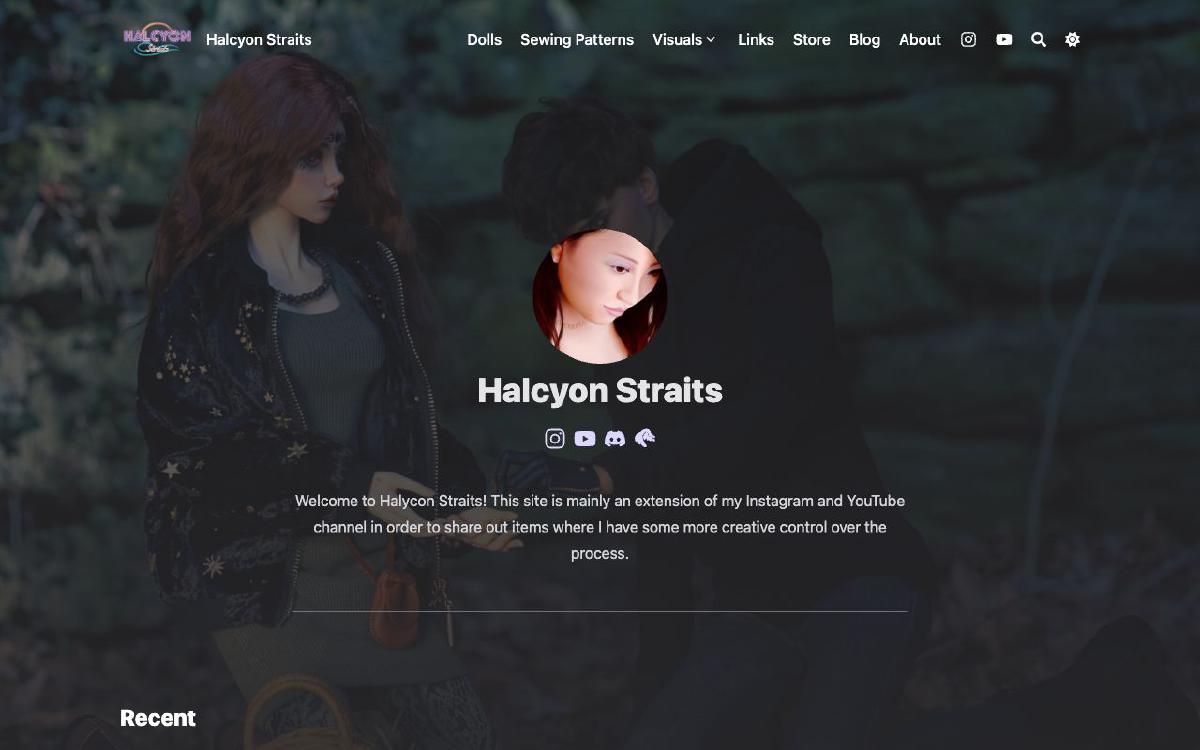 HALCYON
Straits
Halcyon Straits
Dolls Sewing Patterns Visuals Links Store Blog About
Halcyon Straits
Welcome to Halycon Straits! This site is mainly an extension of my Instagram and YouTube
channel in order to share out items where I have some more creative control over the
process.
Recent